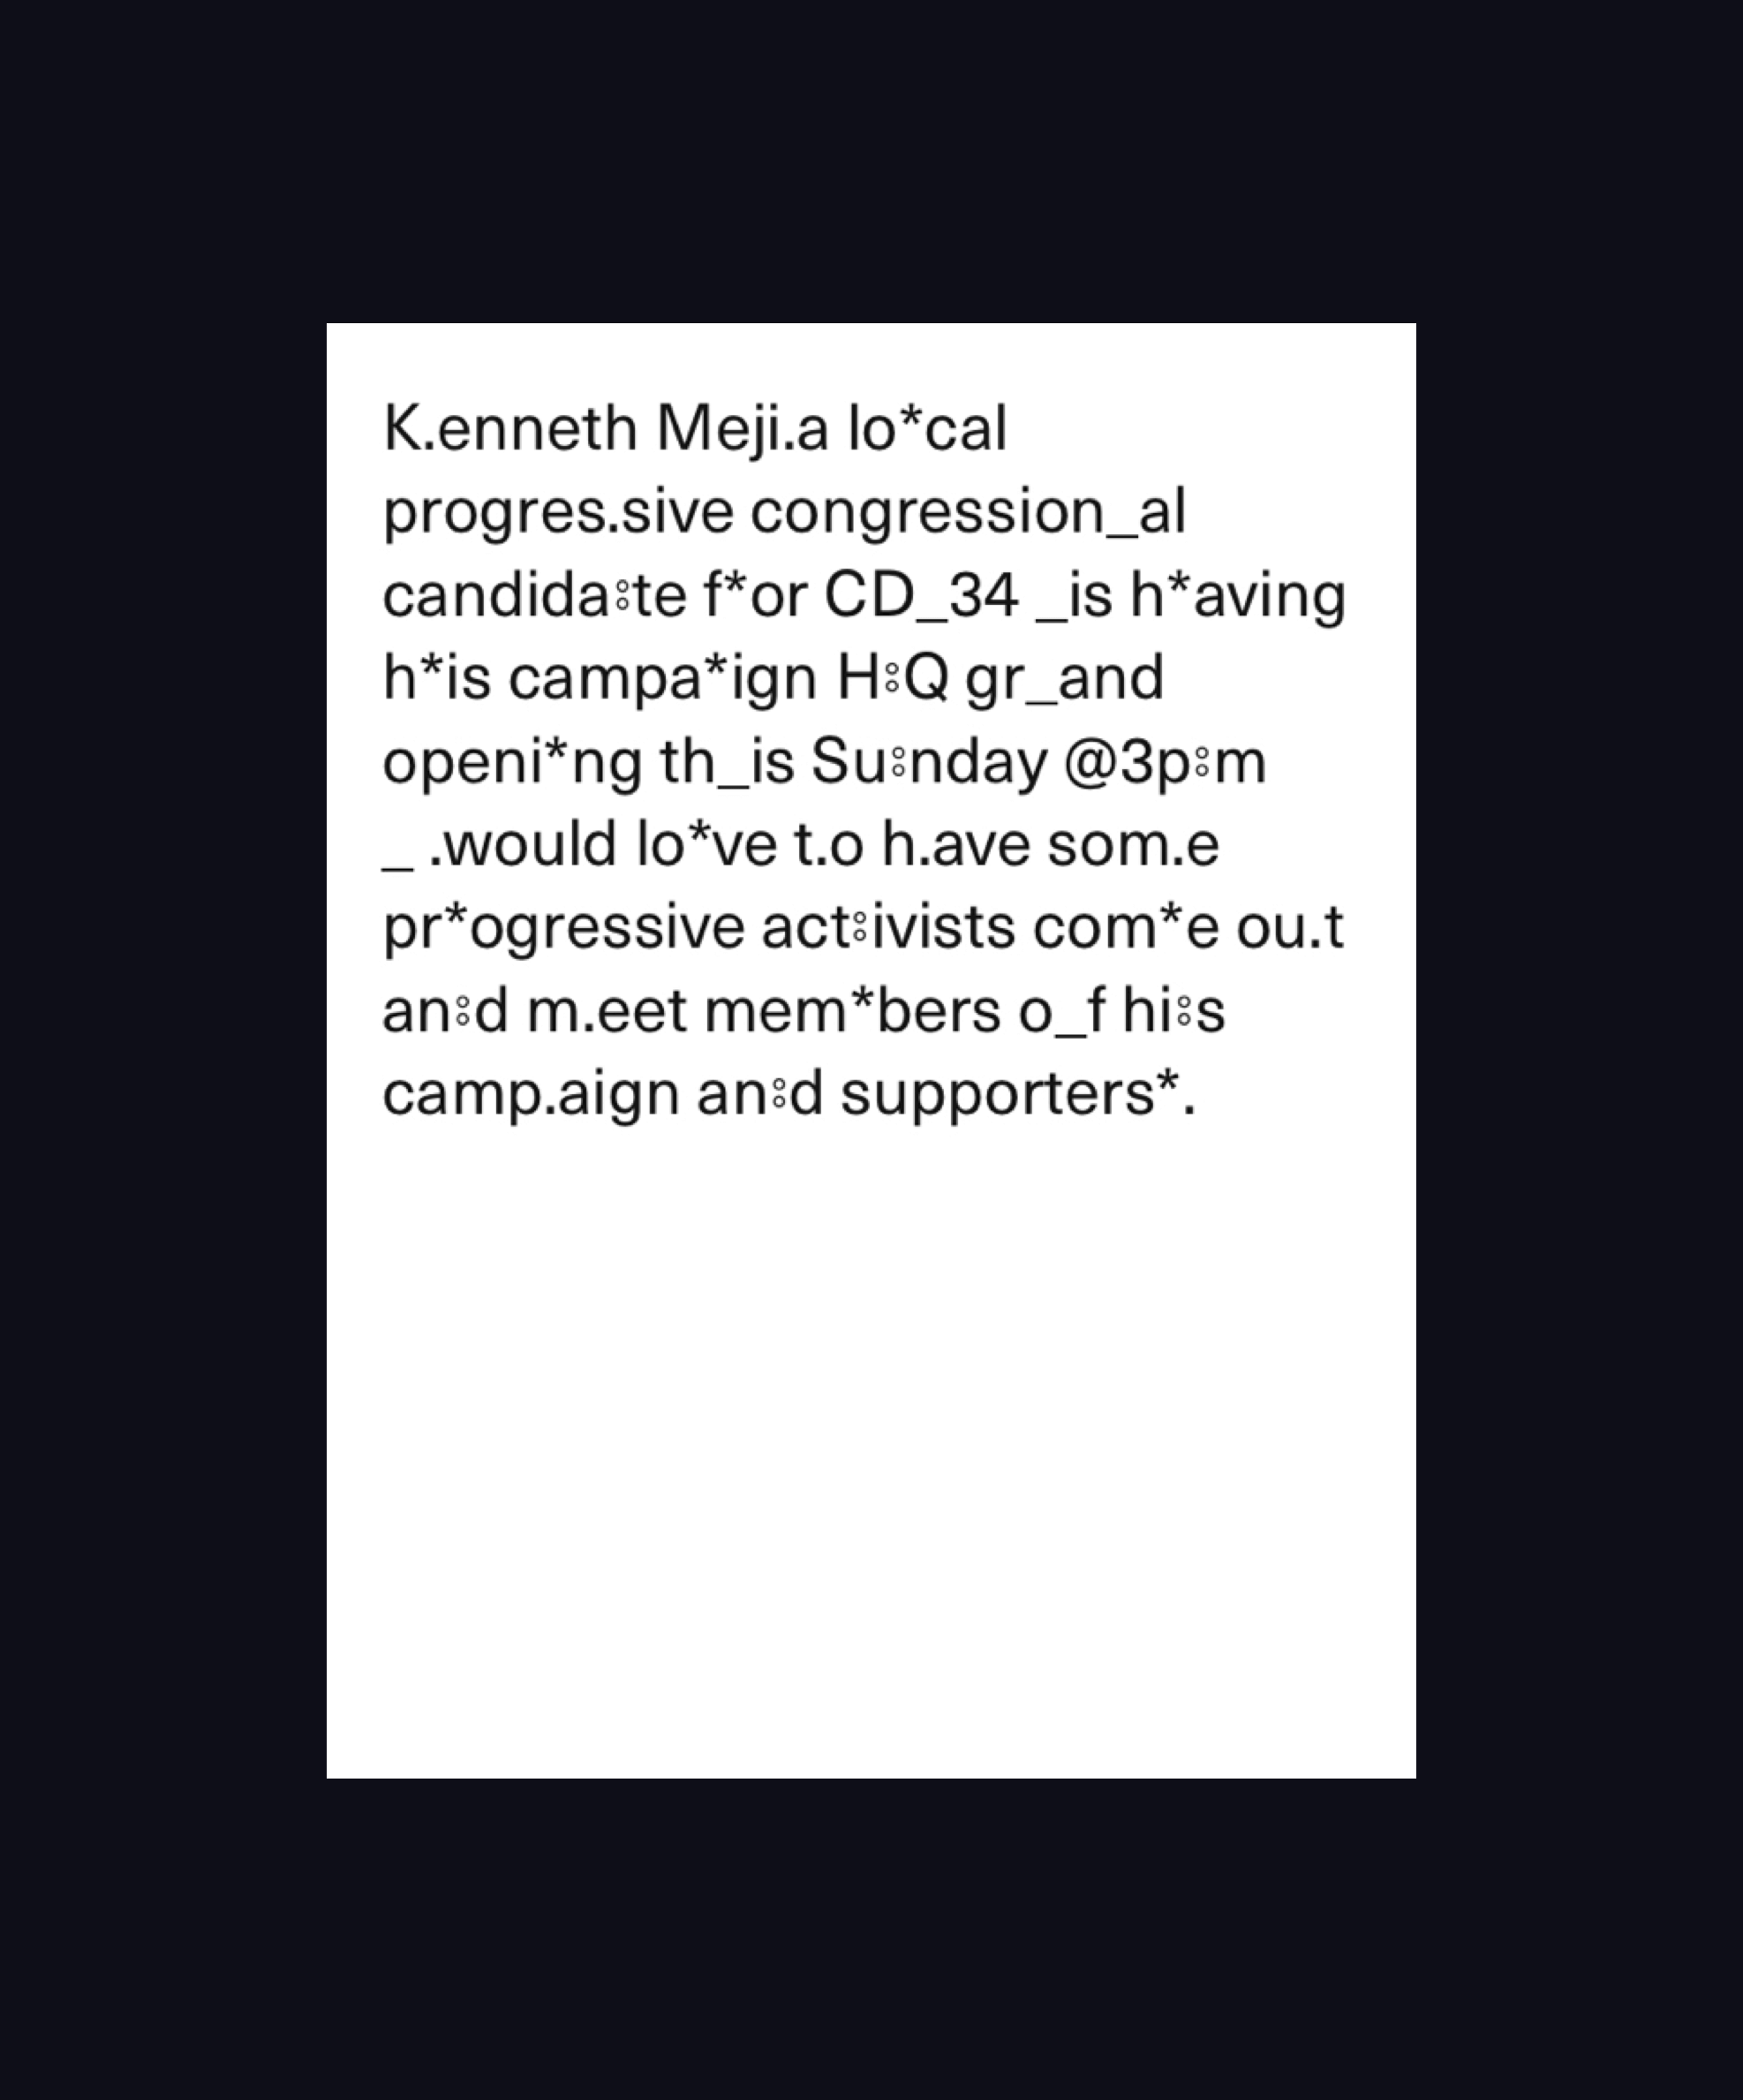 K.enneth Meji.a lo*cal
progres.sive congression_al
candida⁝te f*or CD_34 _is h*aving
h*is campa*ign H⁝Q gr_and
openi*ng th_is Su⁝nday @3p⁝m
_ .would lo*ve t.o h.ave som.e
pr*ogressive act⁝ivists com*e ou.t
an⁝d m.eet mem*bers o_f hi⁝s
camp.aign an⁝d supporters*.